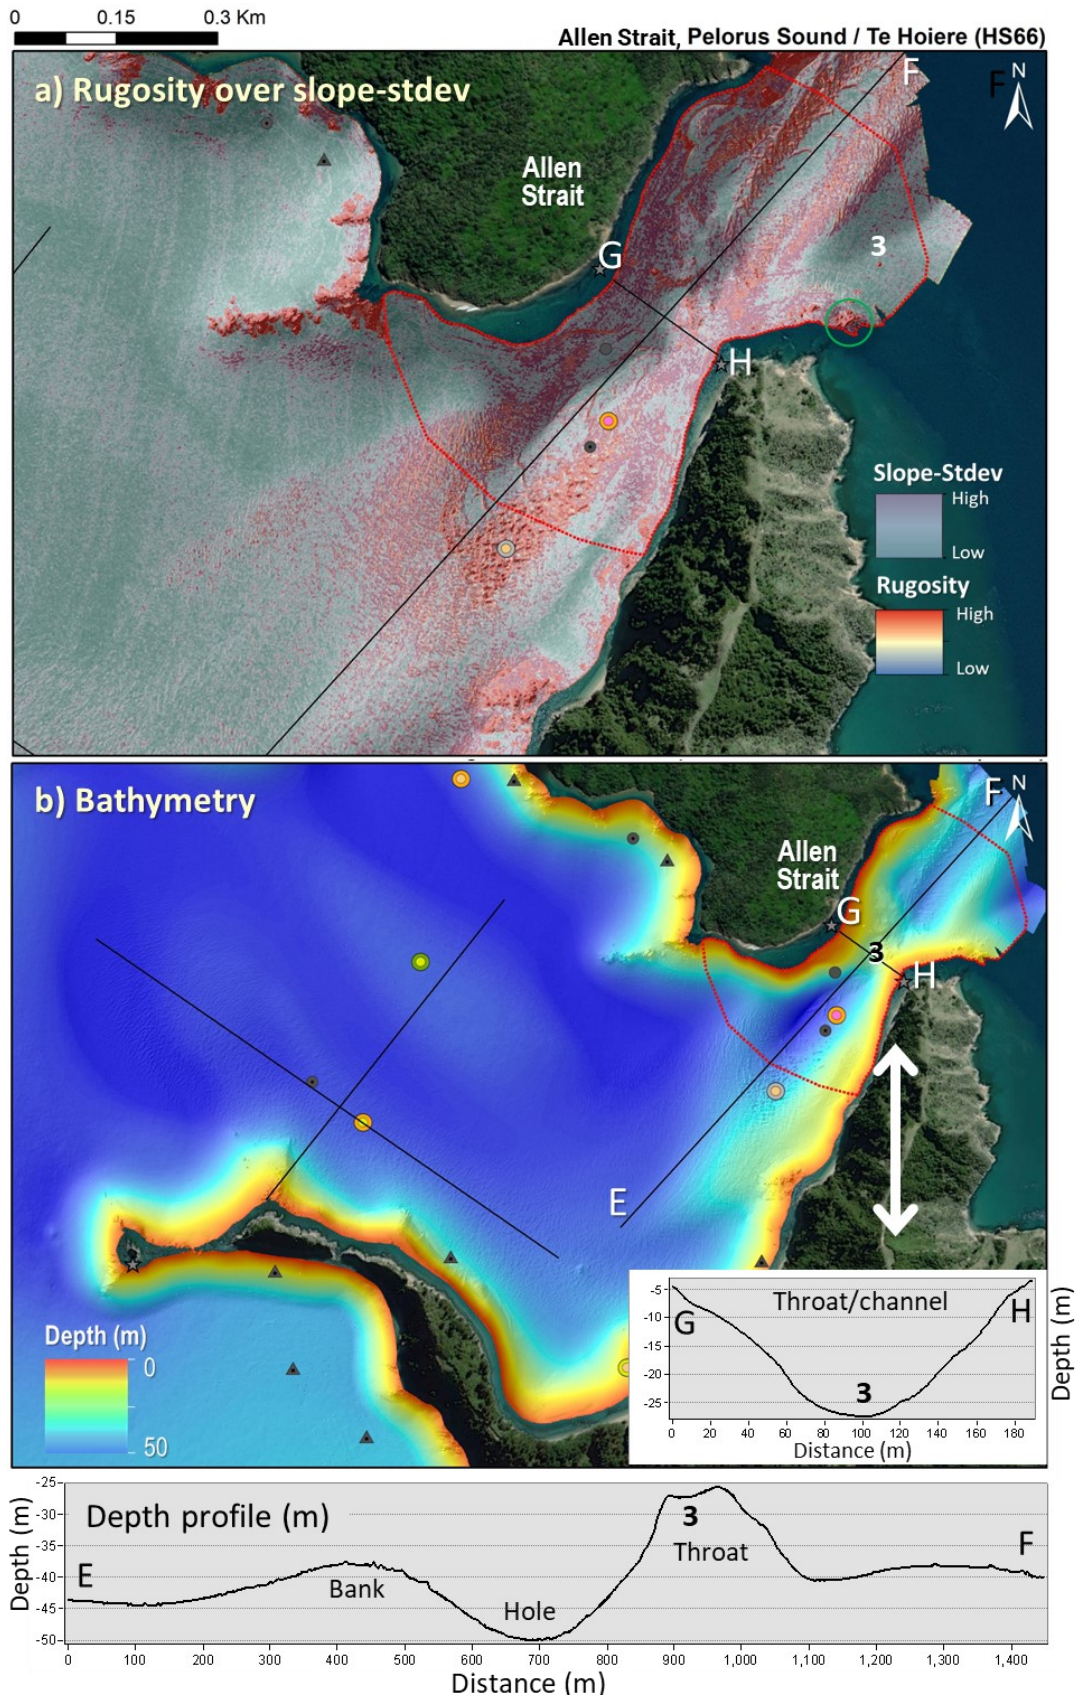 0 0.15 0.3 Km
Allen Strait, Pelorus Sound / Te Hoiere (HS66)
a) Rugosity over slope-stdev
F
F
N
Allen
Strait
3
G
H
Slope-Stdev
High
Low
Rugosity
High
Low
b) Bathymetry
F
N
Allen
Strait
G
3
H
E
Depth (m)
0
50
Throat/channel
G
H
3
-5
-10
-15
-20
-25
0 20 40 60 80 100 120 140 160 180
Distance (m)
Depth (m)
Depth profile (m)
E
Bank
Hole
3
Throat
F
Depth (m)
-25
-30
-35
-40
-45
-50
0 100 200 300 400 500 600 700 800 900 1,000 1,100 1,200 1,300 1,400
Distance (m)